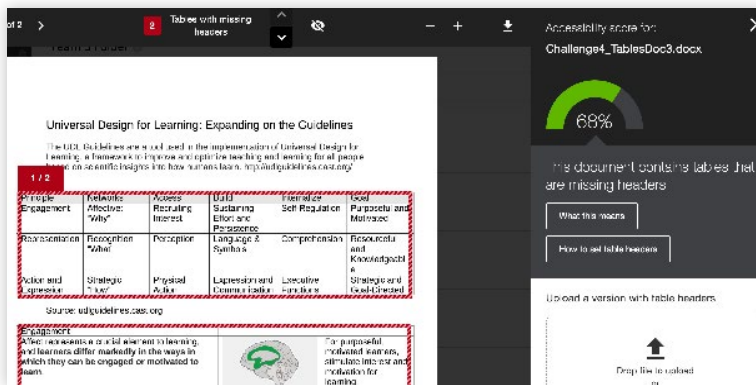 of 2
2
Tables with missing
headers
Accessibility score for:
Challenge4_TablesDoc3.docx
68%
This document contains tables that
are missing headers
What this means
How to set table headers
Upload a version with table headers
Drop file to upload
or
Universal Design for Learning: Expanding on the Guidelines
The UDL Guidelines are a tool used in the implementation of Universal Design for
Learning, a framework to improve and optimize teaching and learning for all people
based on scientific insights into how humans learn. http://udlguidelines.cast.org/
1 / 2
Principle Networks Access Build Internalize Goal
Engagement Affective: Recruiting Sustaining Self Regulation Purposeful and
"Why" Interest Effort and Motivated
Persistence
Representation Recognition Perception Language & Comprehension Resourceful
"What" Symbols and
Knowledgeabl
e
Action and Strategic Physical Expression and Executive Strategic and
Expression "How" Action Communication Functions Goal-Directed
Source: udlguidelines.cast.org
Engagement
Affect represents a crucial element to learning, For purposeful,
and learners differ markedly in the ways in motivated learners,
which they can be engaged or motivated to stimulate interest and
learn. motivation for
learning